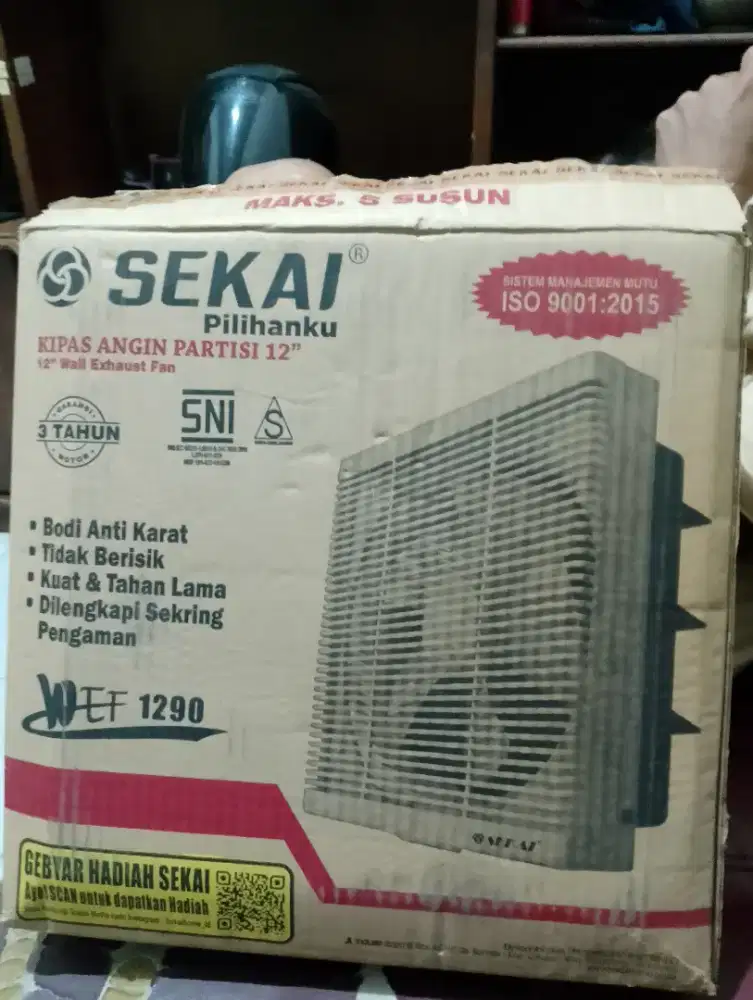 MAKS. 5 SUSUN
SEKAI®
Pilihanku
KIPAS ANGIN PARTISI 12"
12" Wall Exhaust Fan
SISTEM MANAJEMEN MUTU
ISO 9001:2015
GARANSI
3 TAHUN
MOTOR
SNI
S
• Bodi Anti Karat
• Tidak Berisik
• Kuat & Tahan Lama
• Dilengkapi Sekring
Pengaman
WEF 1290
SEKAI
GEBYAR HADIAH SEKAI
Ayo! SCAN untuk dapatkan Hadiah